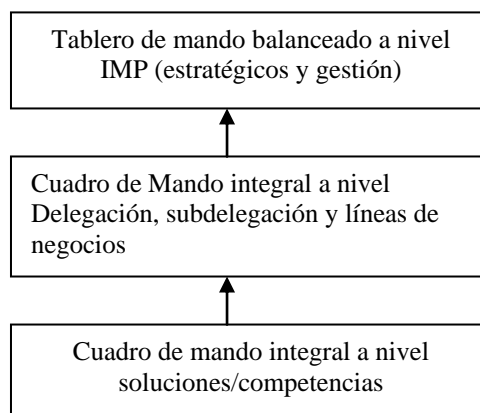 Tablero de mando balanceado a nivel
IMP (estratégicos y gestión)
Cuadro de Mando integral a nivel
Delegación, subdelegación y líneas de
negocios
Cuadro de mando integral a nivel
soluciones/competencias